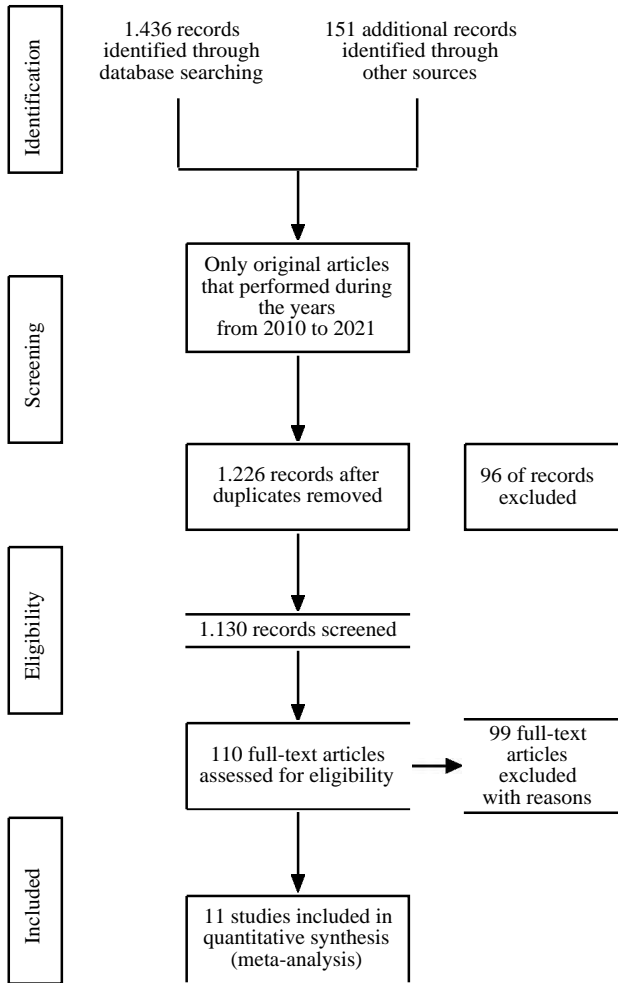 Identification
1.436 records
identified through
database searching
151 additional records
identified through
other sources
Screening
Only original articles
that performed during
the years
from 2010 to 2021
1.226 records after
duplicates removed
96 of records
excluded
Eligibility
1.130 records screened
110 full-text articles
assessed for eligibility
99 full-text
articles
excluded
with reasons
Included
11 studies included in
quantitative synthesis
(meta-analysis)